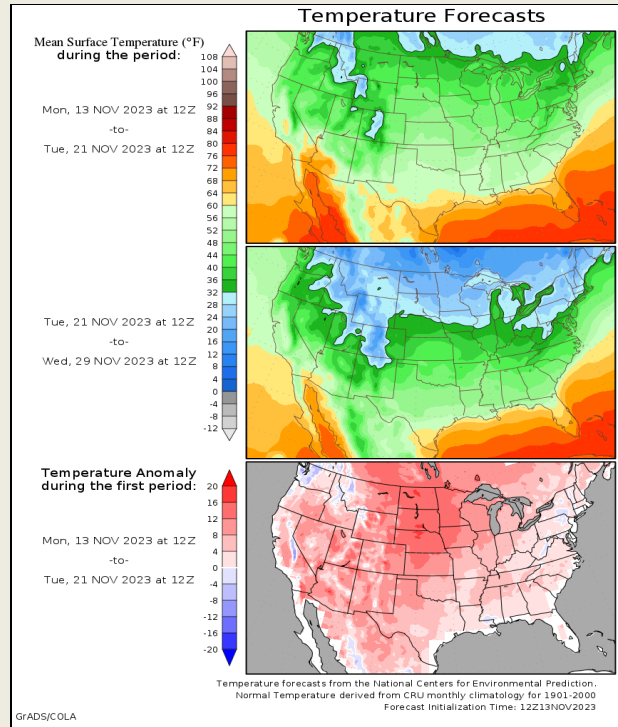 Temperature Forecasts
Mean Surface Temperature (°F)
during the period:
108
104
100
96
92
88
84
80
76
72
68
64
60
56
52
48
44
40
36
32
28
24
20
16
12
8
4
0
-4
-8
-12
Mon, 13 NOV 2023 at 12Z
-to-
Tue, 21 NOV 2023 at 12Z
Tue, 21 NOV 2023 at 12Z
-to-
Wed, 29 NOV 2023 at 12Z
Temperature Anomaly
during the first period:
20
16
12
8
4
0
-4
-8
-12
-16
-20
Mon, 13 NOV 2023 at 12Z
-to-
Tue, 21 NOV 2023 at 12Z
Temperature forecasts from the National Centers for Environmental Prediction.
Normal Temperature derived from CRU monthly climatology for 1901-2000
Forecast Initialization Time: 12Z13NOV2023
GrADS/COLA